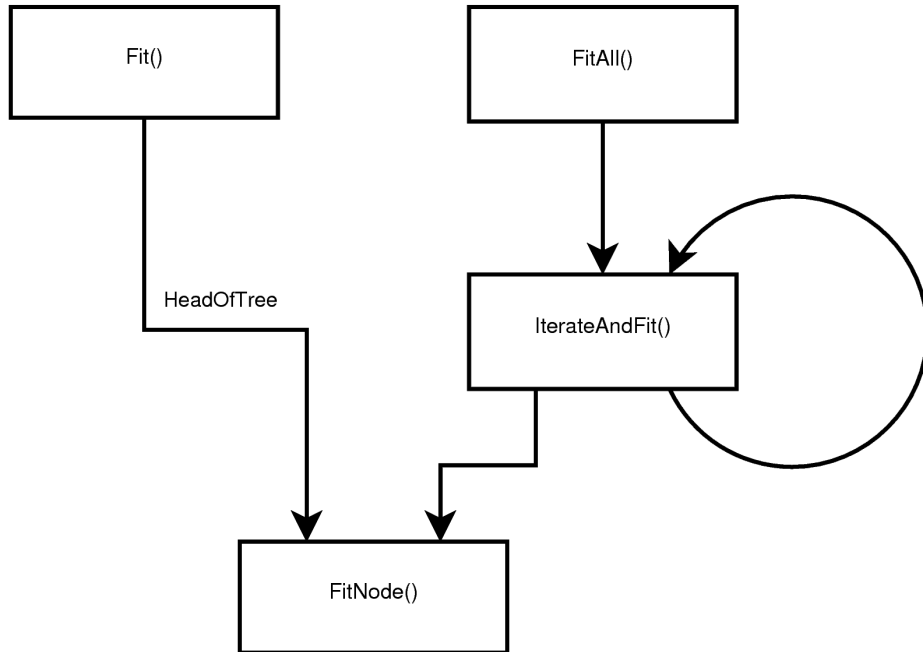 Fit()
FitAll()
HeadOfTree
IterateAndFit()
FitNode()